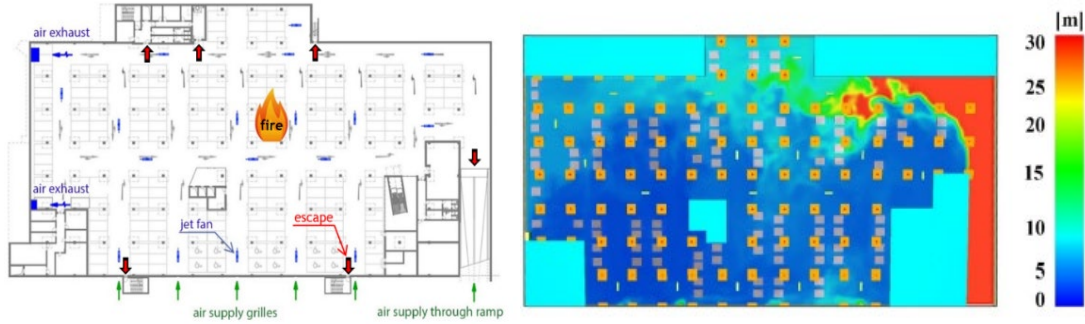 air exhaust
fire
air exhaust
jet fan
escape
air supply grilles
air supply through ramp
[m]
30
25
20
15
10
5
0